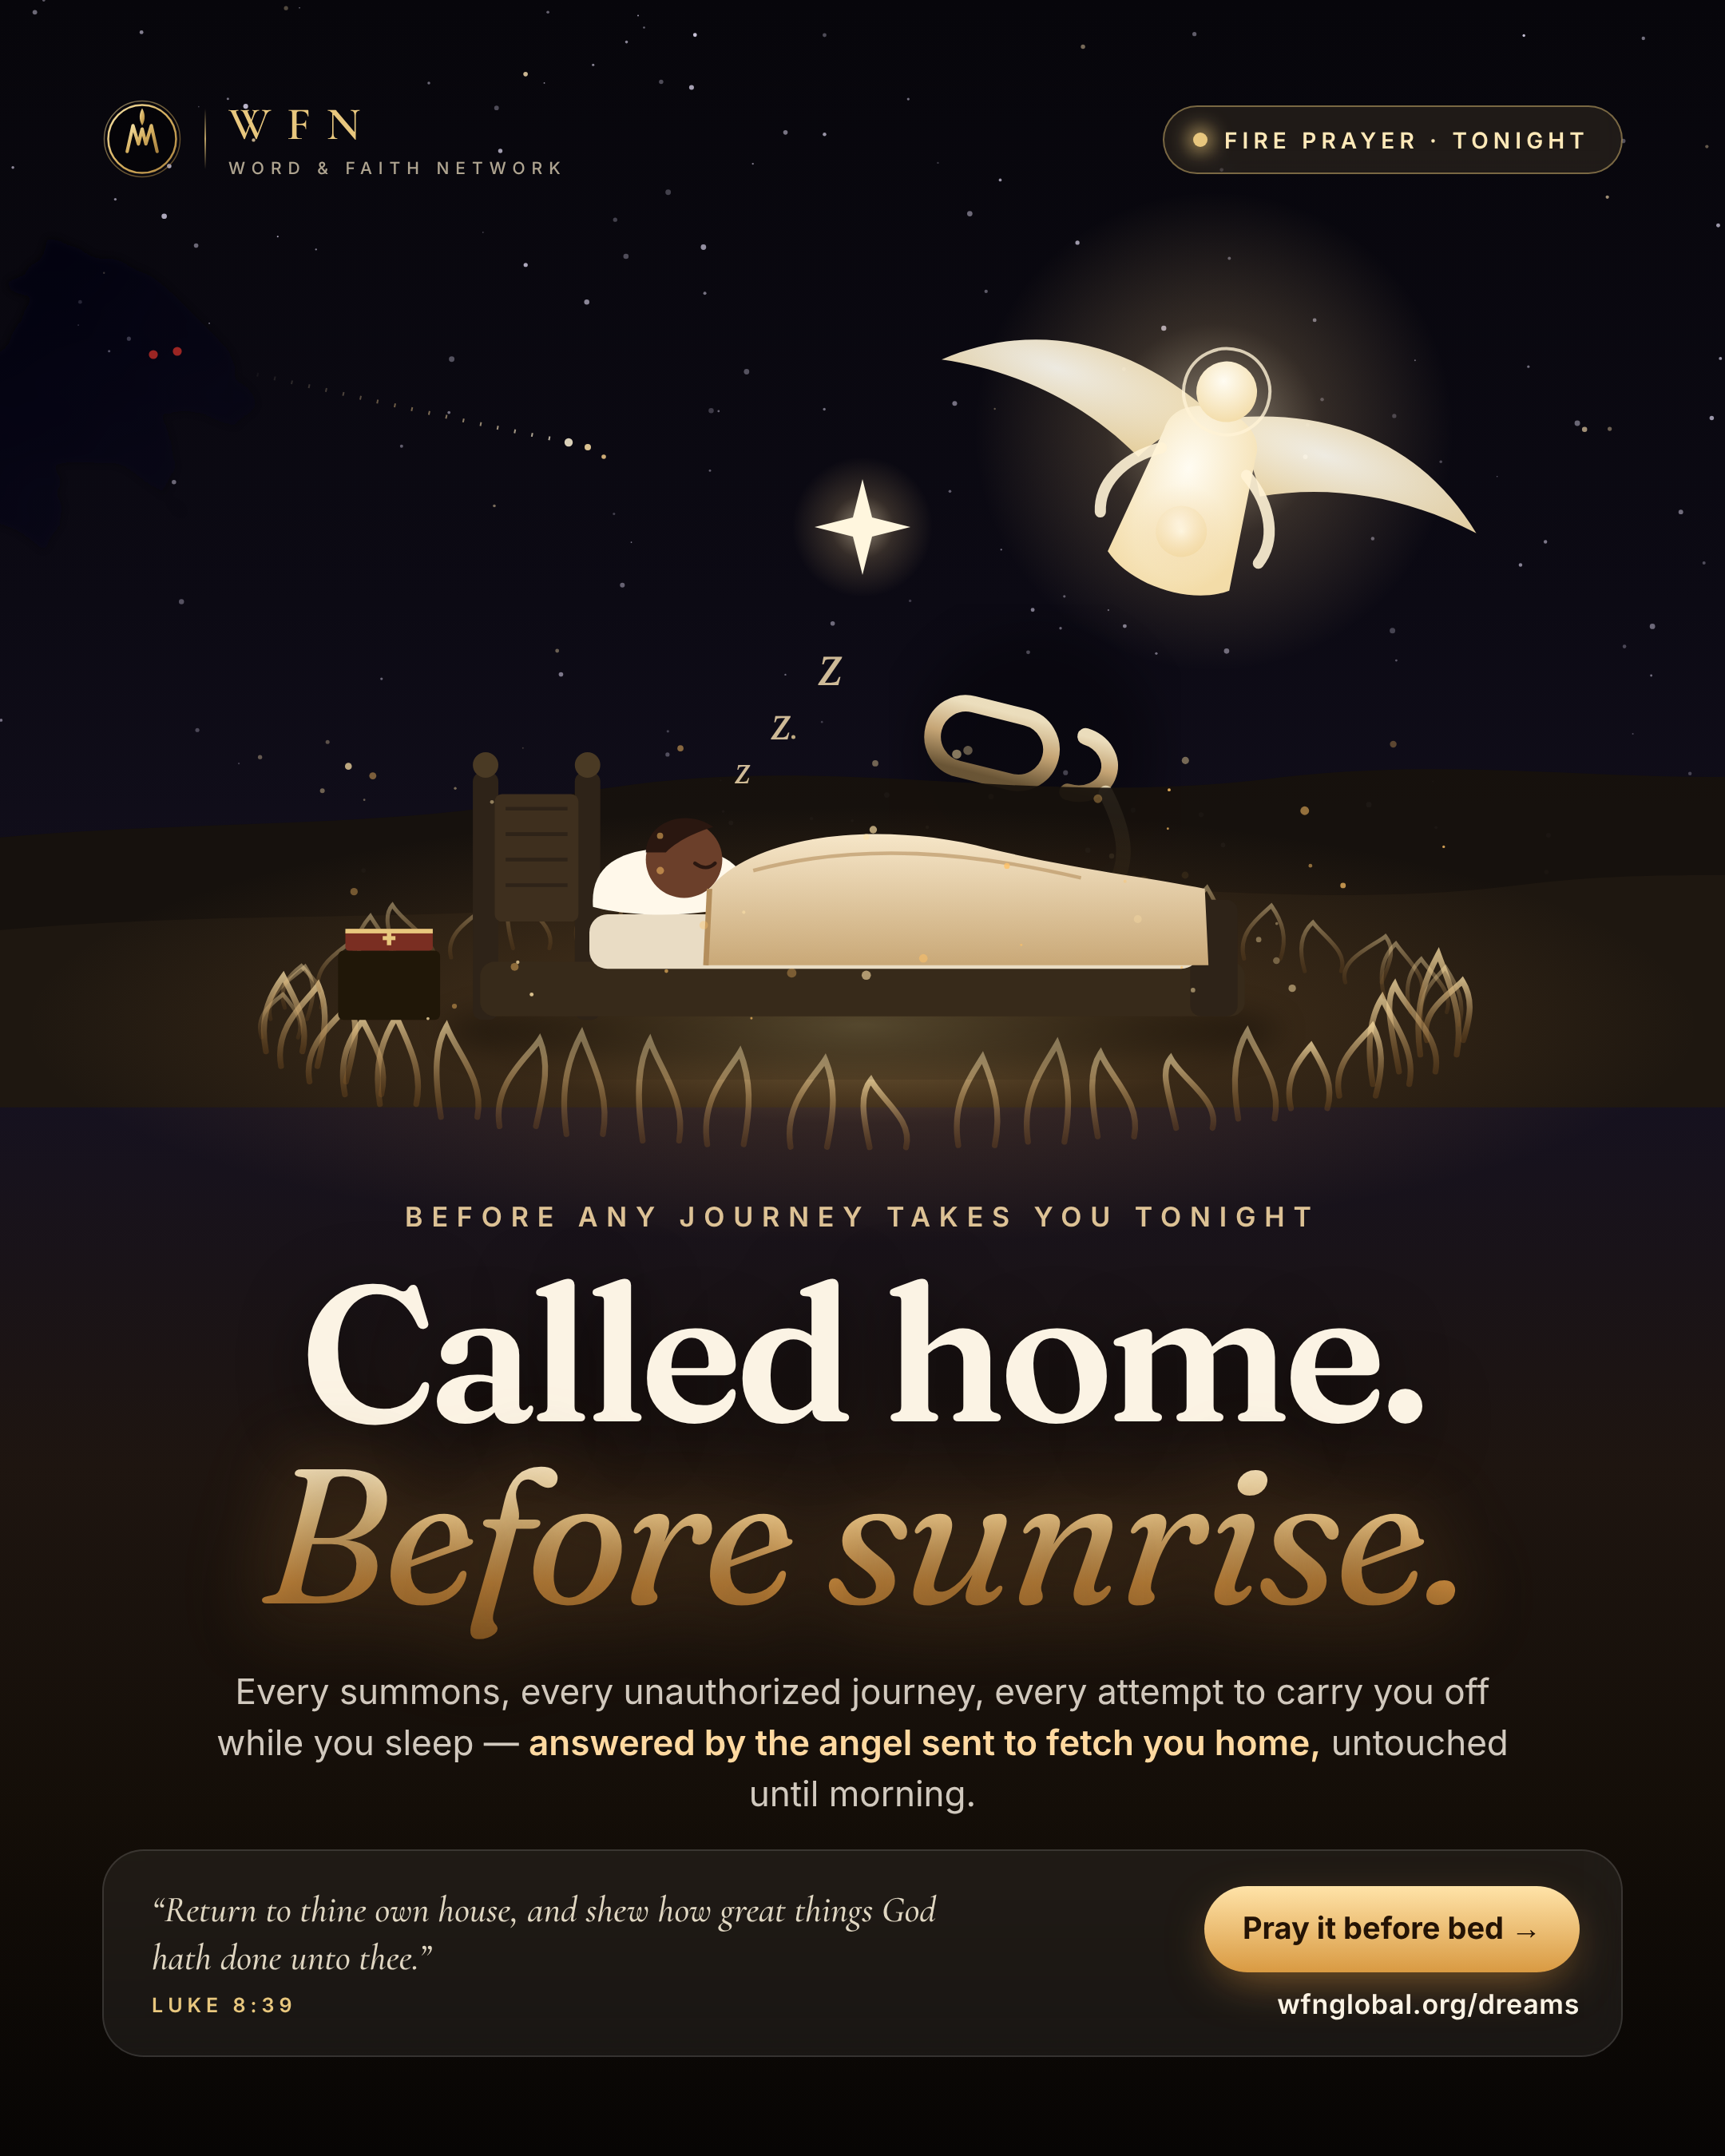 WFN
WORD & FAITH NETWORK
FIRE PRAYER · TONIGHT
Z
Z.
Z
BEFORE ANY JOURNEY TAKES YOU TONIGHT
Called home.
Before sunrise.
Every summons, every unauthorized journey, every attempt to carry you off
while you sleep — answered by the angel sent to fetch you home, untouched
until morning.
“Return to thine own house, and shew how great things God
hath done unto thee.”
LUKE 8:39
Pray it before bed →
wfnglobal.org/dreams